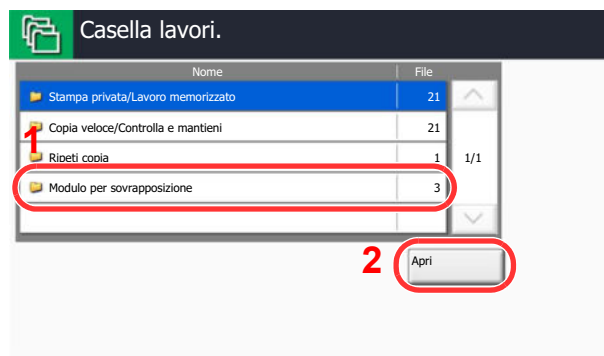 Casella lavori.
Nome File
Stampa privata/Lavoro memorizzato 21
Copia veloce/Controlla e mantieni 21
1
Ripeti copia 1 1/1
Modulo per sovrapposizione 3
2 Apri